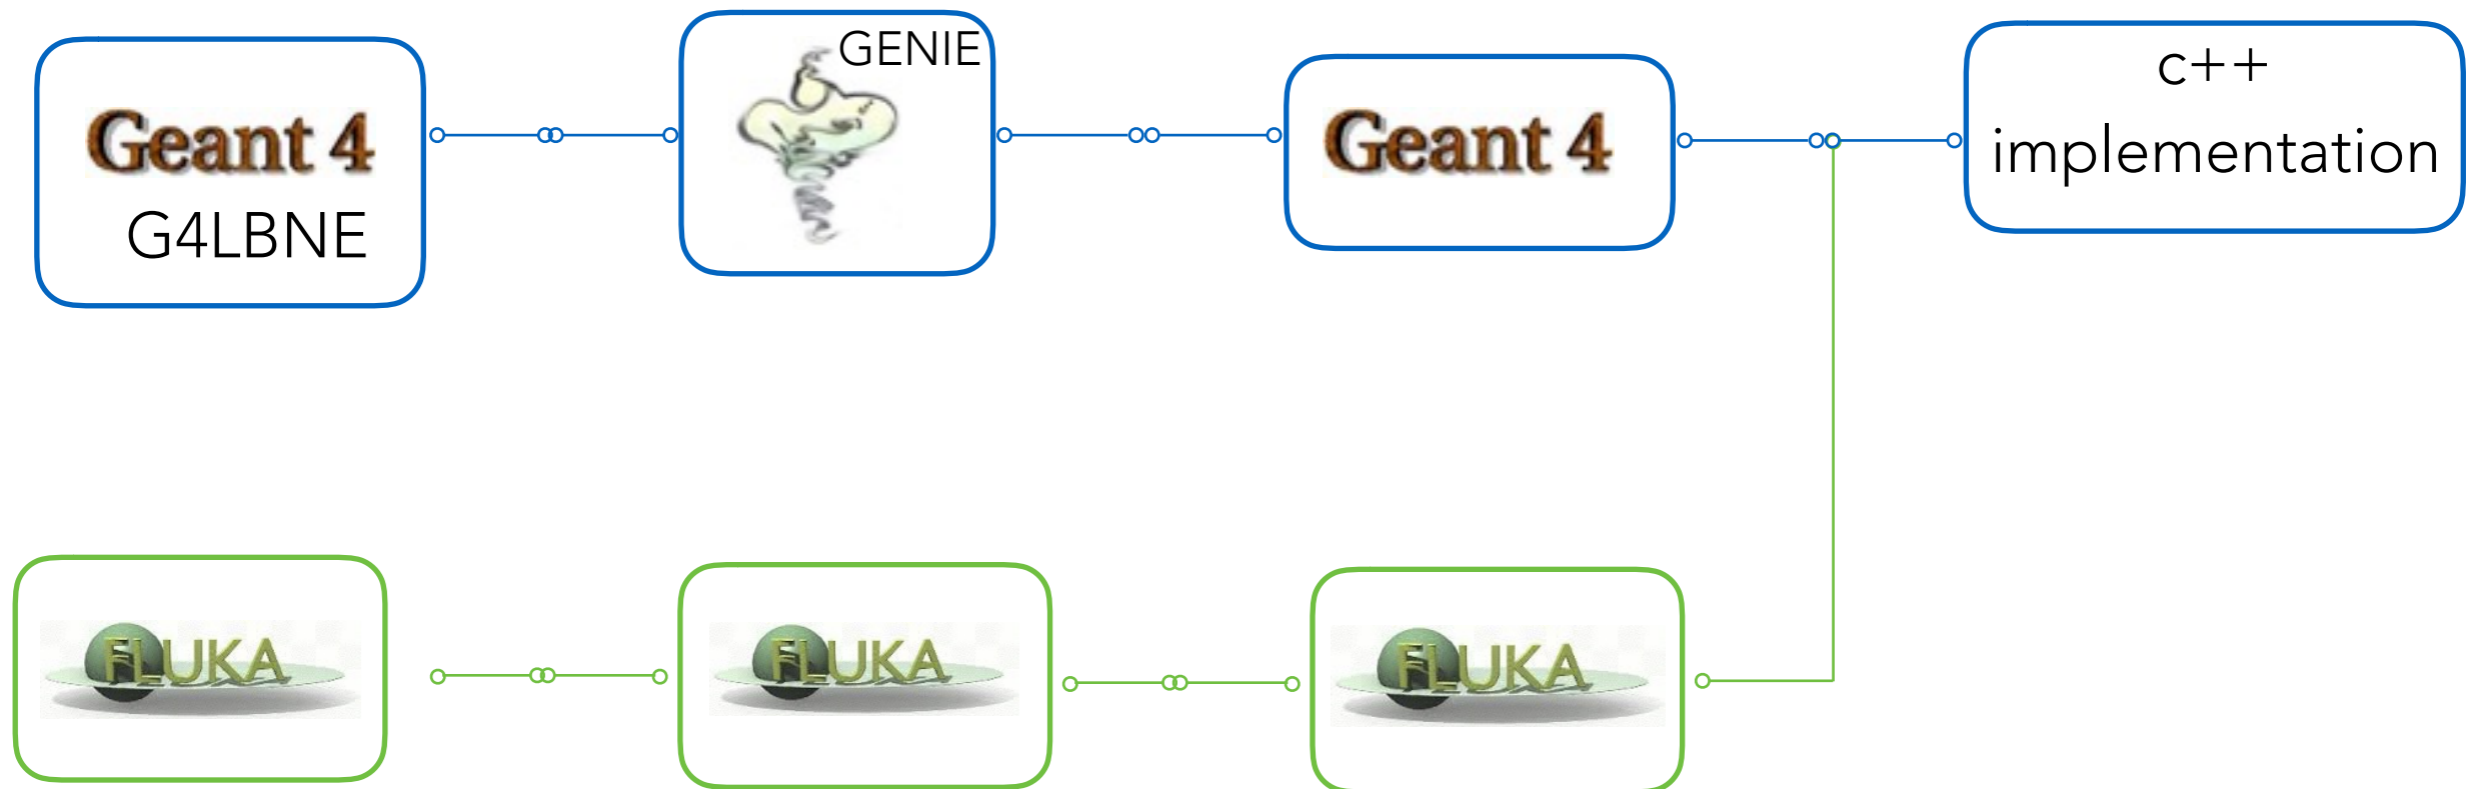 Geant 4
G4LBNE
GENIE
Geant 4
c++
implementation
FLUKA
FLUKA
FLUKA